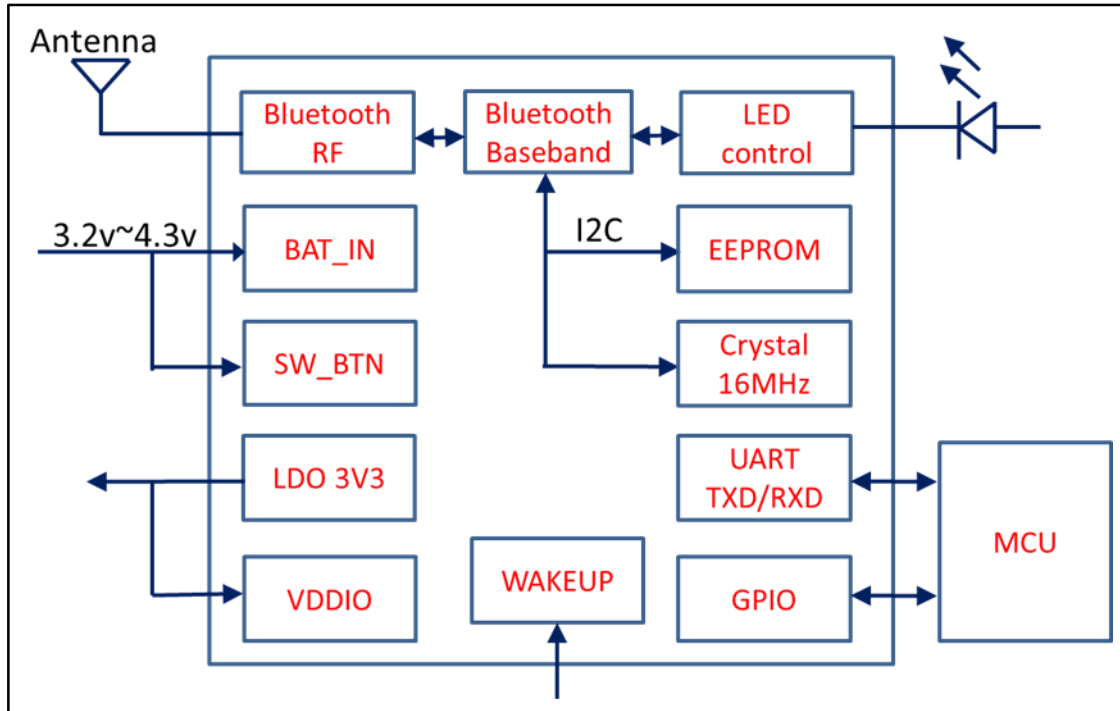 Antenna
Bluetooth
RF
Bluetooth
Baseband
LED
control
3.2v~4.3v
BAT_IN
I2C
EEPROM
SW_BTN
Crystal
16MHz
LDO 3V3
UART
TXD/RXD
MCU
WAKEUP
VDDIO
GPIO